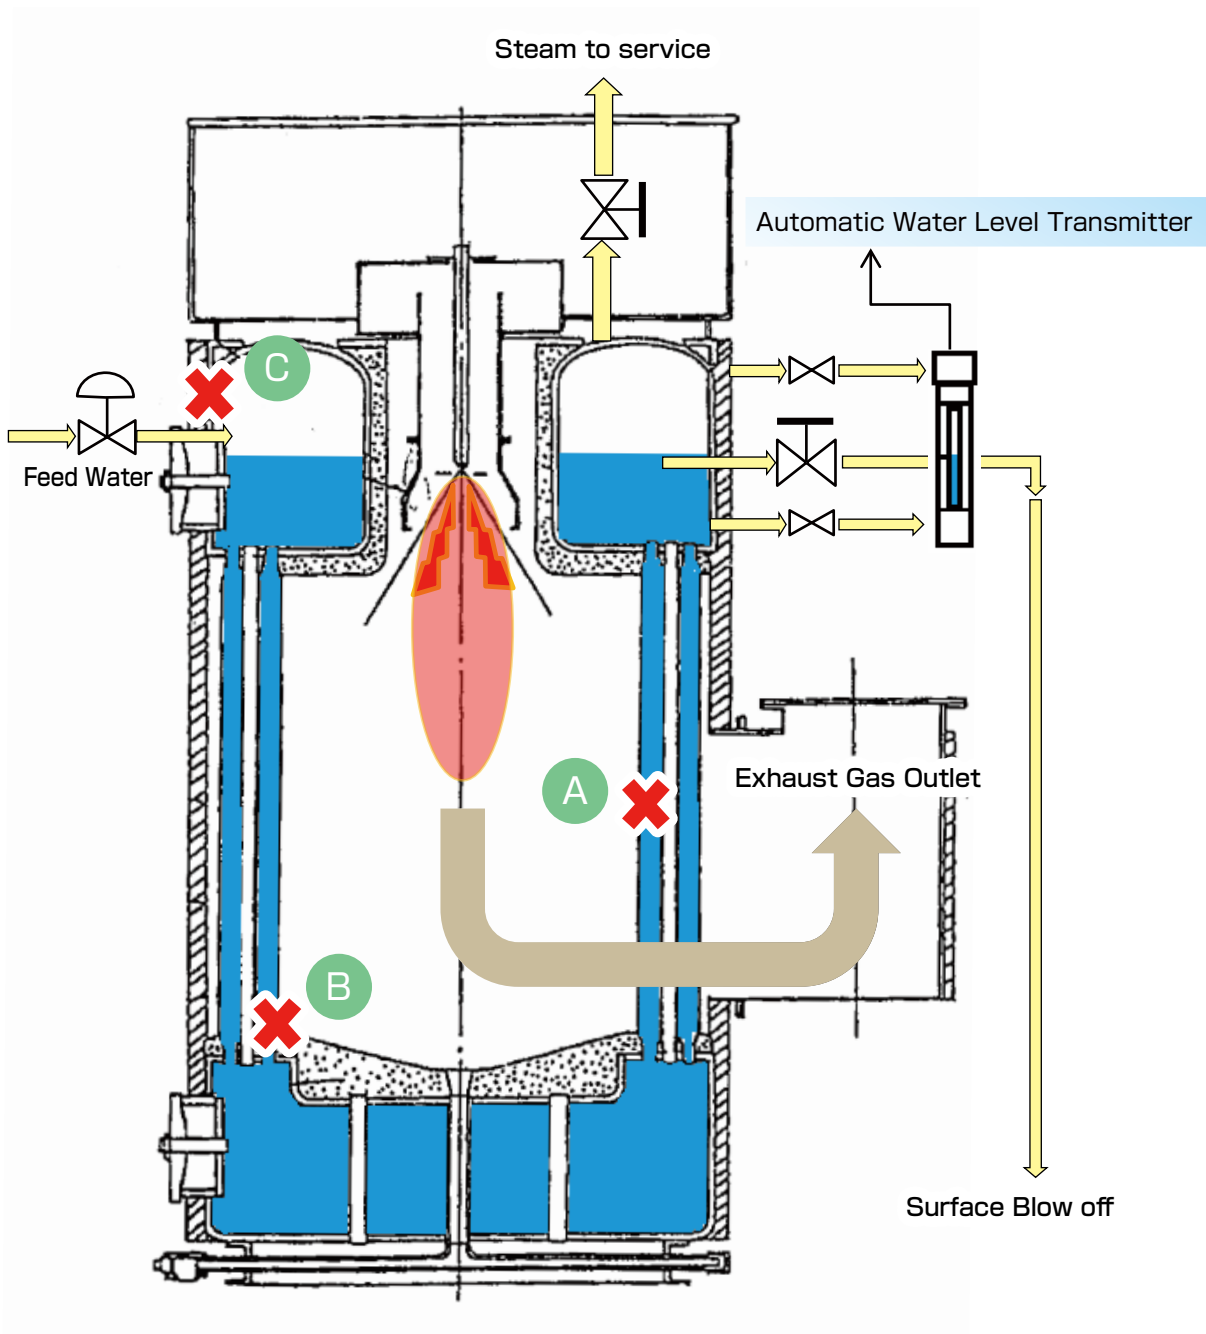 Steam to service
Automatic Water Level Transmitter
C
Feed Water
A
Exhaust Gas Outlet
B
Surface Blow off